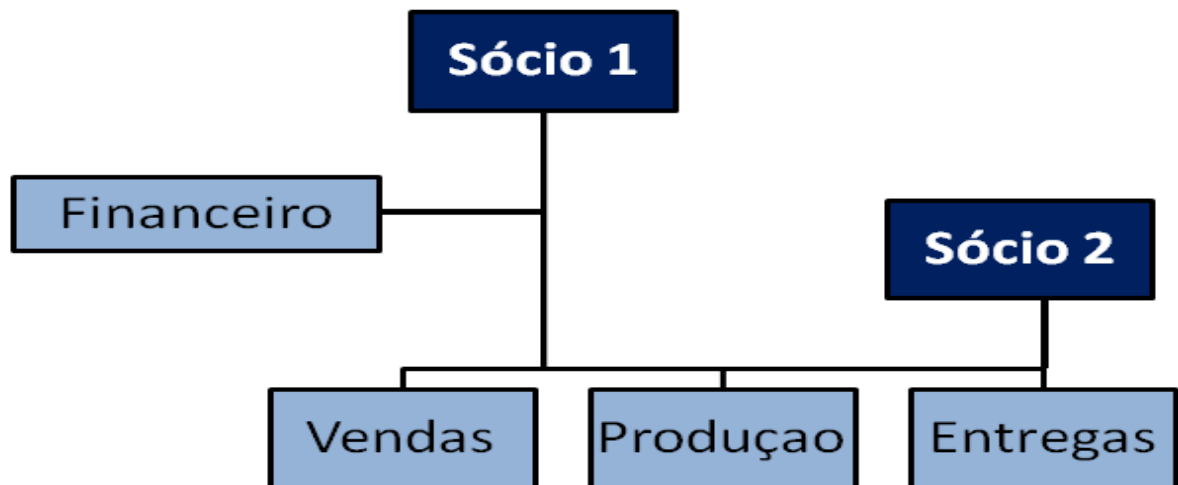 Sócio 1
Financeiro
Sócio 2
Vendas
Produçao
Entregas